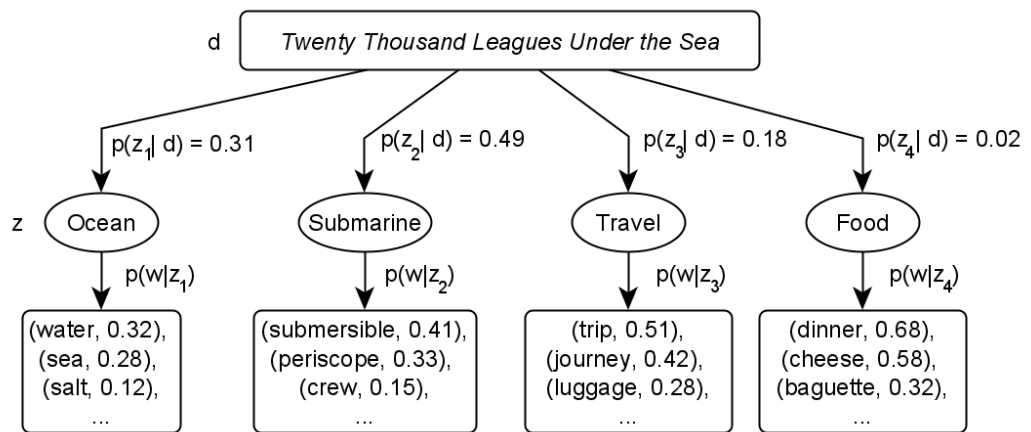 d
Twenty Thousand Leagues Under the Sea
p(z₁| d) = 0.31
p(z₂| d) = 0.49
p(z₃| d) = 0.18
p(z₄| d) = 0.02
z
Ocean
Submarine
Travel
Food
p(w|z₁)
p(w|z₂)
p(w|z₃)
p(w|z₄)
(water, 0.32),
(sea, 0.28),
(salt, 0.12),
...
(submersible, 0.41),
(periscope, 0.33),
(crew, 0.15),
...
(trip, 0.51),
(journey, 0.42),
(luggage, 0.28),
...
(dinner, 0.68),
(cheese, 0.58),
(baguette, 0.32),
...